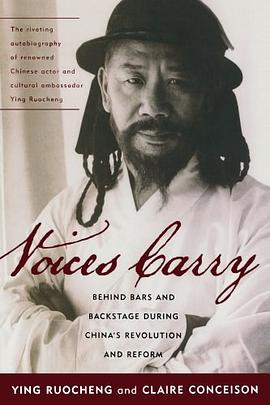 The riveting
autobiography of
renowned
Chinese actor and
cultural ambassador
Ying Ruocheng
Voices Carry
BEHIND BARS AND
BACKSTAGE DURING
CHINA'S REVOLUTION
AND REFORM
YING RUOCHENG and CLAIRE CONCEISON